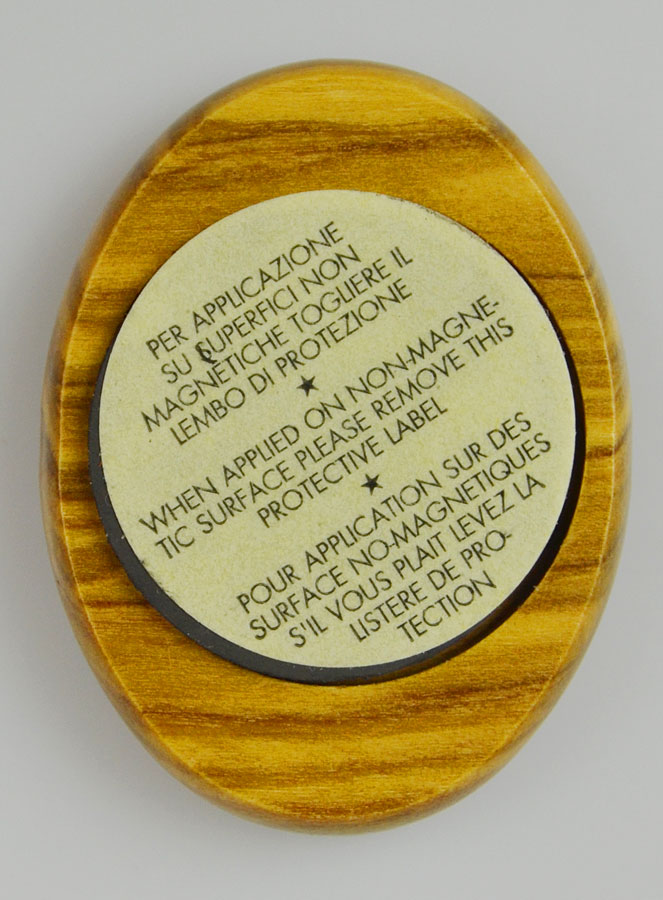 PER APPLICAZIONE
SU SUPERFICI NON
MAGNETICHE TOGLIERE IL
LEMBO DI PROTEZIONE
★
WHEN APPLIED ON NON-MAGNE-
TIC SURFACE PLEASE REMOVE THIS
PROTECTIVE LABEL
★
POUR APPLICATION SUR DES
SURFACE NO-MAGNETIQUES
S'IL VOUS PLAIT LEVEZ LA
LISTERE DE PRO-
TECTION